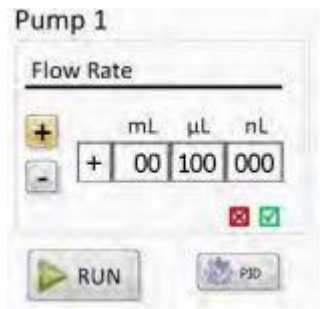 Pump 1
Flow Rate
mL µL nL
+
-
+ 00 100 000
RUN PID